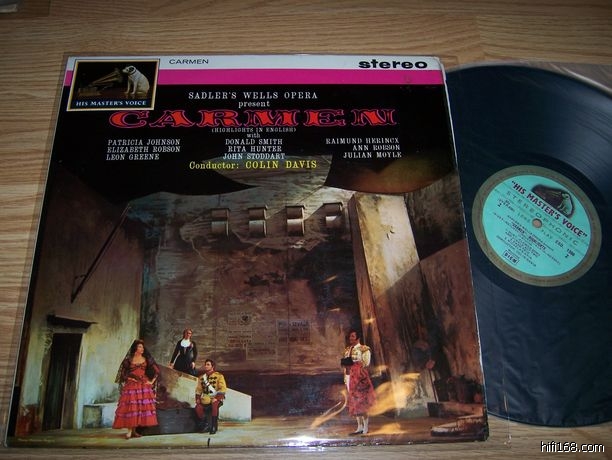 CARMEN
stereo
HIS MASTER'S VOICE
SADLER'S WELLS OPERA
present
CARMEN
(HIGHLIGHTS IN ENGLISH)
with
PATRICIA JOHNSON
DONALD SMITH
RAIMUND HERINCX
ELIZABETH ROBSON
RITA HUNTER
ANN ROBSON
LEON GREENE
JOHN STODDART
JULIAN MOYLE
Conductor: COLIN DAVIS
"HIS MASTER'S VOICE"
STEREOPHONIC
hifi168.com